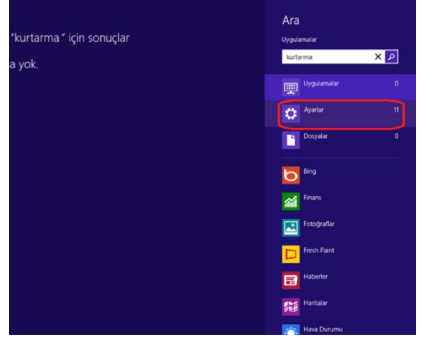 "kurtarma" için sonuçlar
a yok.
Ara
Uygulamalar
kurtarma
Uygulamalar 0
Ayarlar 11
Dosyalar 0
Bing
Finans
Fotoğraflar
Fresh Paint
Haberler
Haritalar
Hava Durumu